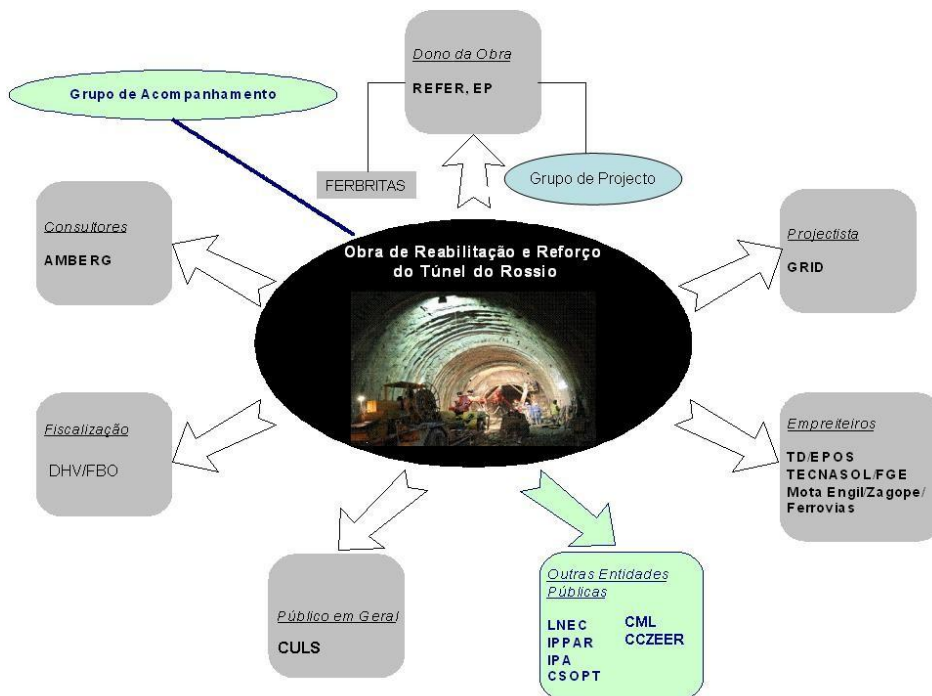 Dono da Obra
REFER, EP
Grupo de Acompanhamento
FERBRITAS
Grupo de Projecto
Consultores
AMBERG
Obra de Reabilitação e Reforço
do Túnel do Rossio
Projectista
GRID
Fiscalização
DHV/FBO
Empreiteiros
TD/EPOS
TECNASOL/FGE
Mota Engil/Zagope/
Ferrovias
Público em Geral
CULS
Outras Entidades
Públicas
LNEC
IPPAR
IPA
CSOPT
CML
CCZEER